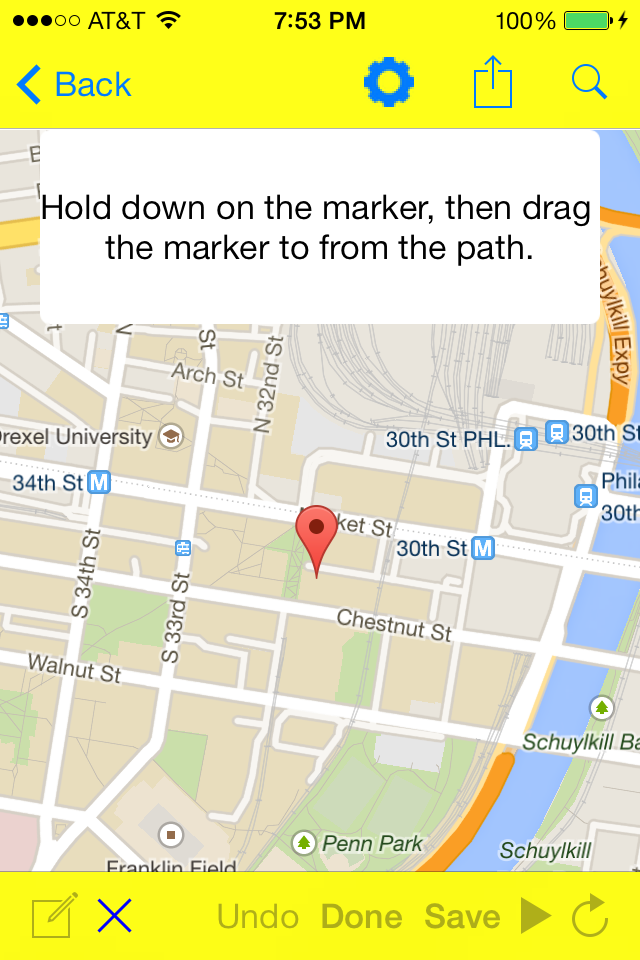 AT&T 7:53 PM 100%
Back
Hold down on the marker, then drag
the marker to from the path.
Schuylkill Expy
St
Arch St
N 32nd St
Drexel University
30th St PHL.
30th St
34th St M
Phila
30th
Market St
30th St M
S 34th St
S 33rd St
Chestnut St
Walnut St
Schuylkill Ba
Penn Park
Schuylkill
Franklin Field
Undo Done Save